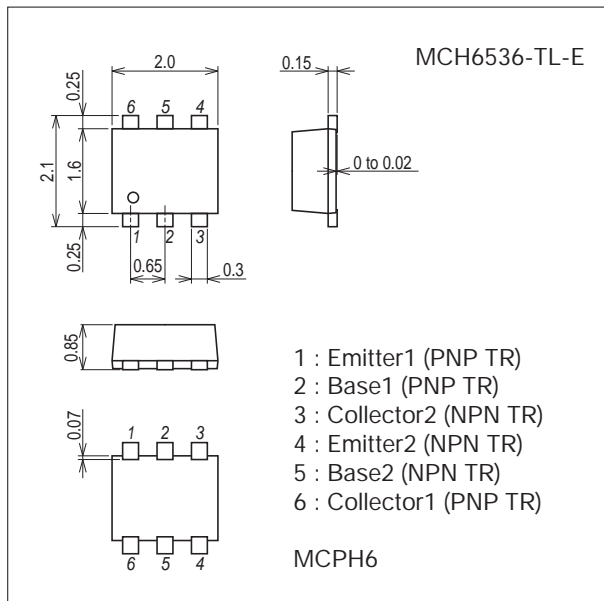 MCH6536-TL-E
2.0
0.15
0.25
6 5 4
2.1
1.6
0 to 0.02
0.25
1 2 3
0.65
0.3
0.85
1 : Emitter1 (PNP TR)
2 : Base1 (PNP TR)
3 : Collector2 (NPN TR)
4 : Emitter2 (NPN TR)
5 : Base2 (NPN TR)
6 : Collector1 (PNP TR)
0.07
1 2 3
6 5 4
MCPH6